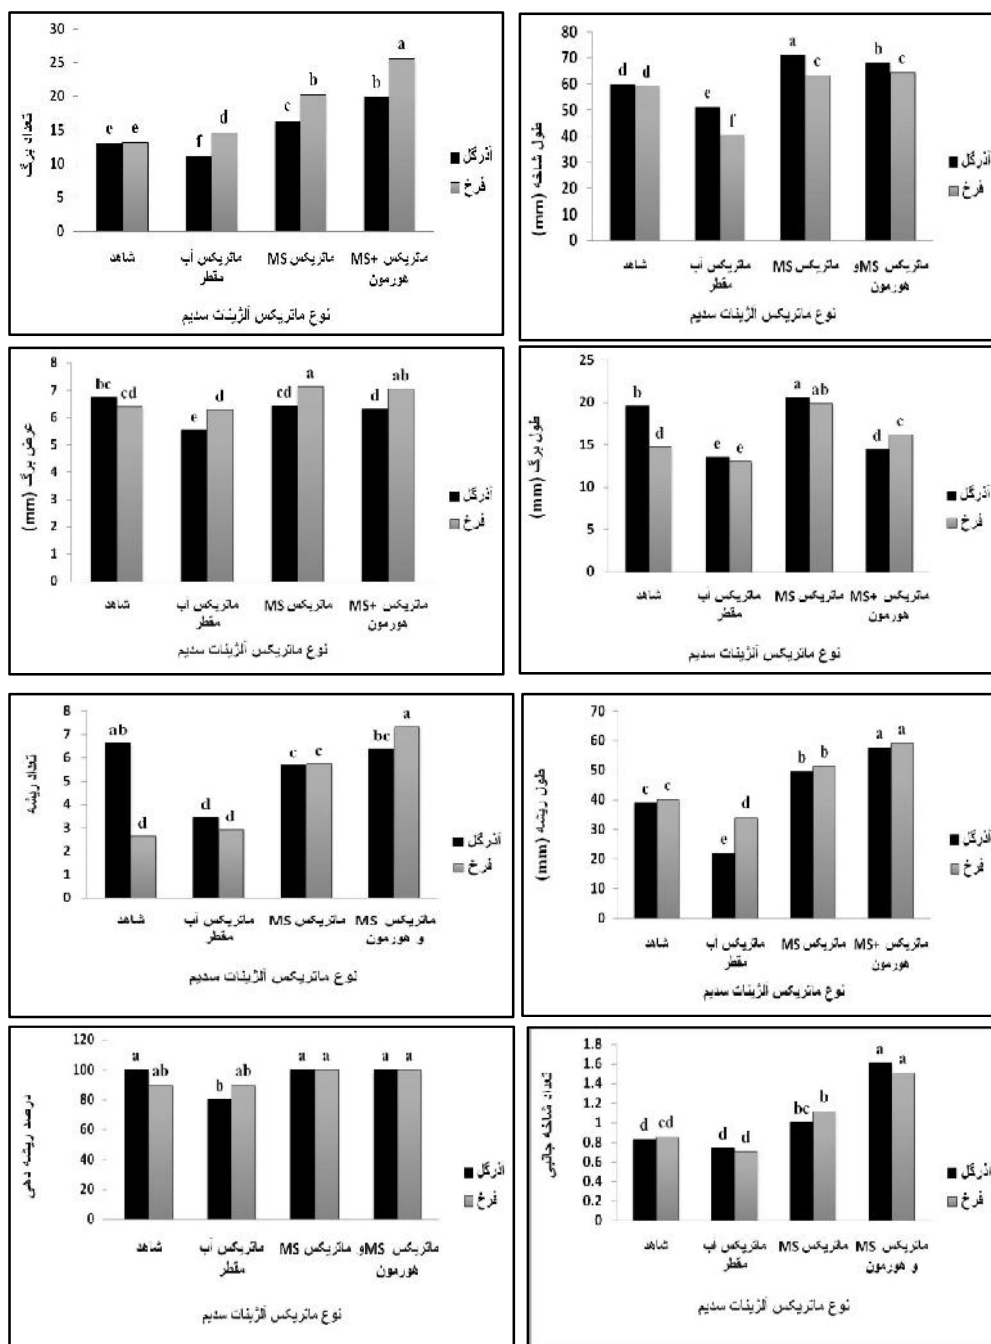 تعداد برگ
30
25
20
15
10
5
0
e e f d c b b a
آذرگل
فرخ
شاهد
ماتریکس آب مقطر
ماتریکس MS
ماتریکس MS+ هورمون
نوع ماتریکس آلژینات سدیم
طول شاخه (mm)
80
70
60
50
40
30
20
10
0
d d e f a c b c
آذرگل
فرخ
شاهد
ماتریکس آب مقطر
ماتریکس MS
ماتریکس MS و هورمون
نوع ماتریکس آلژینات سدیم
عرض برگ (mm)
8
7
6
5
4
3
2
1
0
bc cd e d cd a d ab
آذرگل
فرخ
شاهد
ماتریکس آب مقطر
ماتریکس MS
ماتریکس MS+ هورمون
نوع ماتریکس آلژینات سدیم
طول برگ (mm)
25
20
15
10
5
0
b d e e a ab d c
آذرگل
فرخ
شاهد
ماتریکس آب مقطر
ماتریکس MS
ماتریکس MS+ هورمون
نوع ماتریکس آلژینات سدیم
تعداد ریشه
8
7
6
5
4
3
2
1
0
ab d d d c c bc a
آذرگل
فرخ
شاهد
ماتریکس آب مقطر
ماتریکس MS
ماتریکس MS و هورمون
نوع ماتریکس آلژینات سدیم
طول ریشه (mm)
70
60
50
40
30
20
10
0
c c e d b b a a
آذرگل
فرخ
شاهد
ماتریکس آب مقطر
ماتریکس MS
ماتریکس MS+ هورمون
نوع ماتریکس آلژینات سدیم
درصد ریشه دهی
120
100
80
60
40
20
0
a ab b ab a a a a
آذرگل
فرخ
شاهد
ماتریکس آب مقطر
ماتریکس MS
ماتریکس MS و هورمون
نوع ماتریکس آلژینات سدیم
تعداد شاخه جانبی
1.8
1.6
1.4
1.2
1
0.8
0.6
0.4
0.2
0
d cd d d bc b a a
آذرگل
فرخ
شاهد
ماتریکس آب مقطر
ماتریکس MS
ماتریکس MS و هورمون
نوع ماتریکس آلژینات سدیم